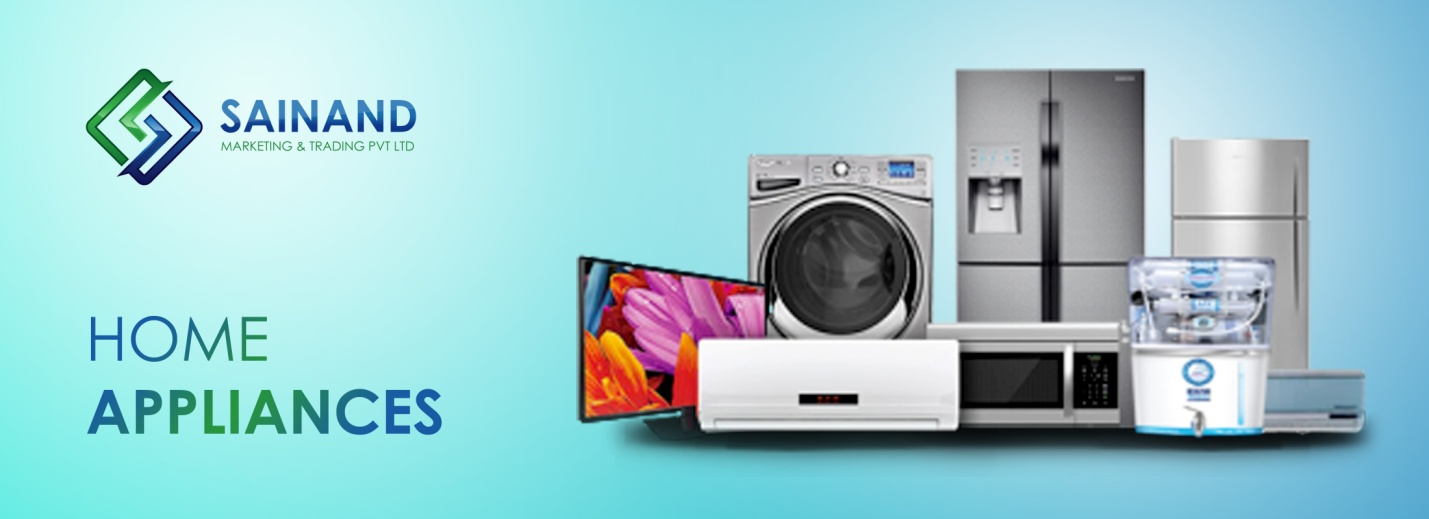 SAINAND
MARKETING & TRADING PVT LTD
HOME
APPLIANCES